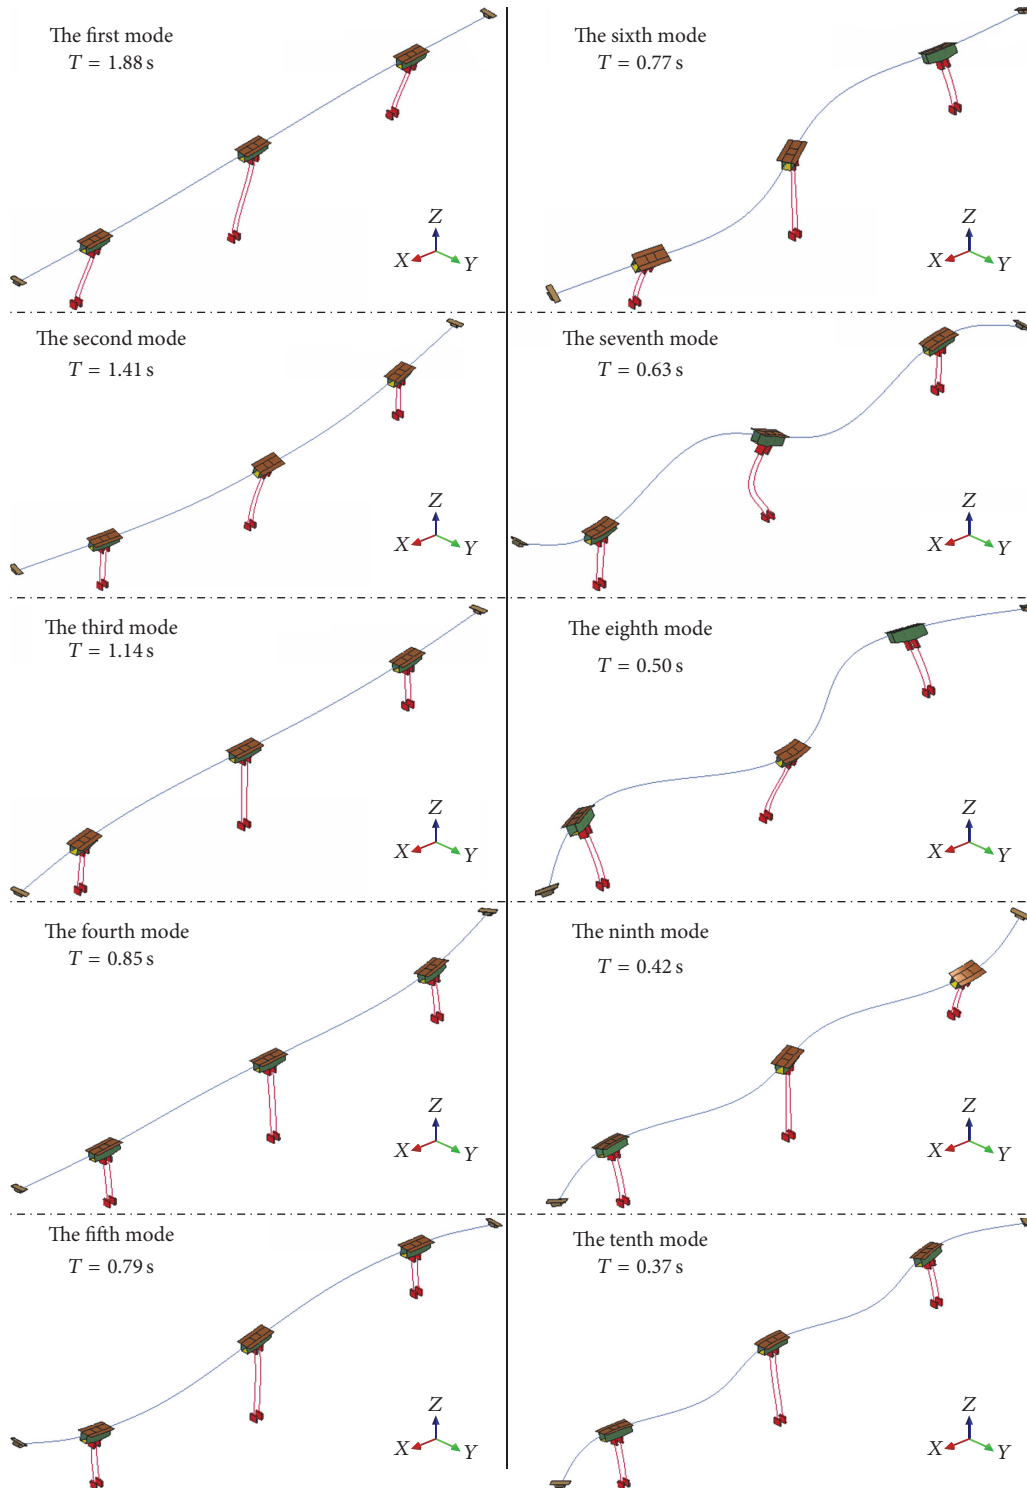 The first mode
T = 1.88 s
Z
X
Y
The second mode
T = 1.41 s
Z
X
Y
The third mode
T = 1.14 s
Z
X
Y
The fourth mode
T = 0.85 s
Z
X
Y
The fifth mode
T = 0.79 s
Z
X
Y
The sixth mode
T = 0.77 s
Z
X
Y
The seventh mode
T = 0.63 s
Z
X
Y
The eighth mode
T = 0.50 s
Z
X
Y
The ninth mode
T = 0.42 s
Z
X
Y
The tenth mode
T = 0.37 s
Z
X
Y